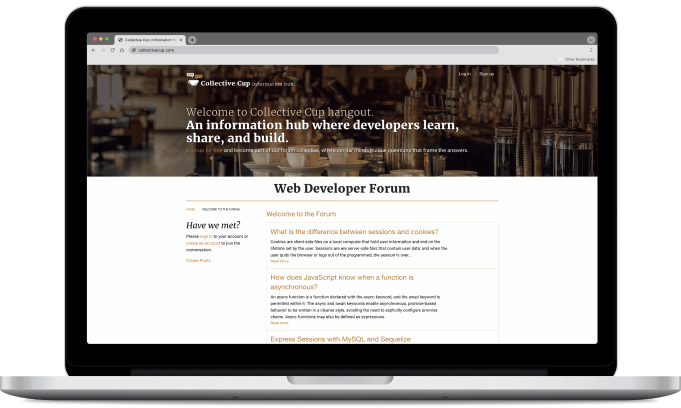 Collective Cup | Information H
collectivecup.com
Other Bookmarks
Log in | Sign up
Collective Cup information hub.
Welcome to Collective Cup hangout.
An information hub where developers learn,
share, and build.
Sign up for free and become part of our forum collective, where similar minds pursue questions that frame the answers.
Web Developer Forum
HOME WELCOME TO THE FORUM
Have we met?
Please sign in to your account or
create an account to join the
conversation.
Create Posts
Welcome to the Forum
What is the difference between sessions and cookies?
Cookies are client-side files on a local computer that hold user information and end on the
lifetime set by the user. Sessions are server-side files that contain user data; and when the
user quits the browser or logs out of the programmed, the session is over..
Read more
How does JavaScript know when a function is
asynchronous?
An async function is a function declared with the async keyword, and the await keyword is
permitted within it. The async and await keywords enable asynchronous, promise-based
behavior to be written in a cleaner style, avoiding the need to explicitly configure promise
chains. Async functions may also be defined as expressions.
Read more
Express Sessions with MySQL and Sequelize